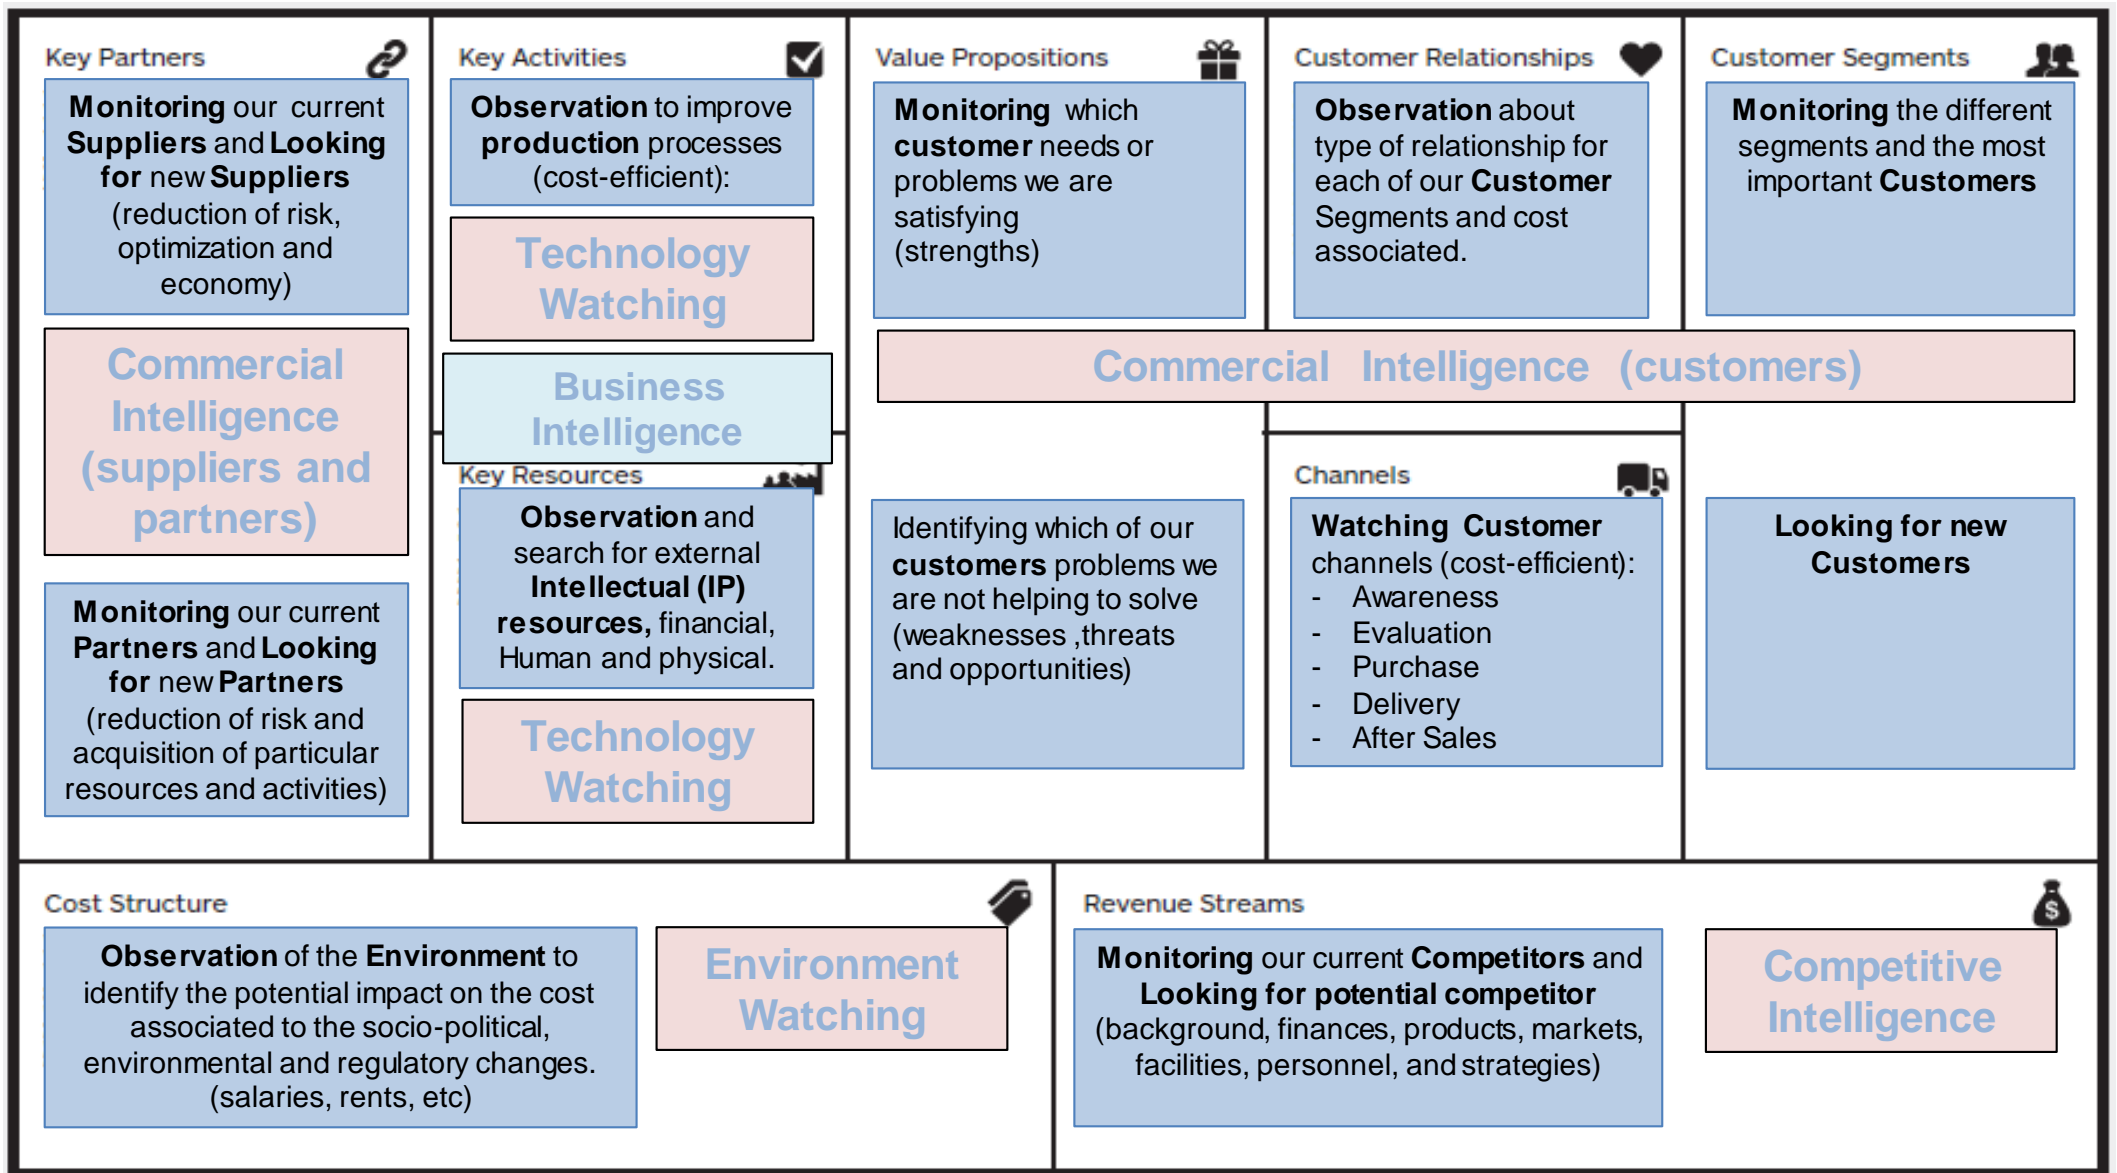 Key Partners
Monitoring our current
Suppliers and Looking
for new Suppliers
(reduction of risk,
optimization and
economy)
Commercial
Intelligence
(suppliers and
partners)
Monitoring our current
Partners and Looking
for new Partners
(reduction of risk and
acquisition of particular
resources and activities)
Key Activities
Observation to improve
production processes
(cost-efficient):
Technology
Watching
Business
Intelligence
Key Resources
Observation and
search for external
Intellectual (IP)
resources, financial,
Human and physical.
Technology
Watching
Value Propositions
Monitoring which
customer needs or
problems we are
satisfying
(strengths)
Customer Relationships
Observation about
type of relationship for
each of our Customer
Segments and cost
associated.
Customer Segments
Monitoring the different
segments and the most
important Customers
Commercial Intelligence (customers)
Identifying which of our
customers problems we
are not helping to solve
(weaknesses ,threats
and opportunities)
Channels
Watching Customer
channels (cost-efficient):
- Awareness
- Evaluation
- Purchase
- Delivery
- After Sales
Looking for new
Customers
Cost Structure
Observation of the Environment to
identify the potential impact on the cost
associated to the socio-political,
environmental and regulatory changes.
(salaries, rents, etc)
Environment
Watching
Revenue Streams
$
Monitoring our current Competitors and
Looking for potential competitor
(background, finances, products, markets,
facilities, personnel, and strategies)
Competitive
Intelligence